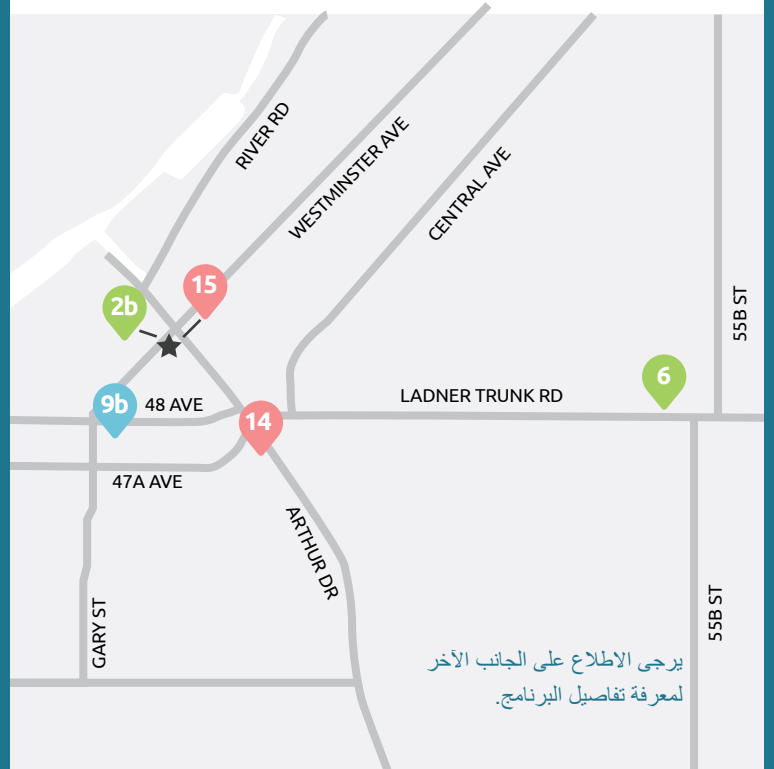 RIVER RD
WESTMINSTER AVE
CENTRAL AVE
15
2b
55B ST
6
9b
48 AVE
LADNER TRUNK RD
14
47A AVE
ARTHUR DR
GARY ST
55B ST
يرجى الاطلاع على الجانب الآخر
لمعرفة تفاصيل البرنامج.